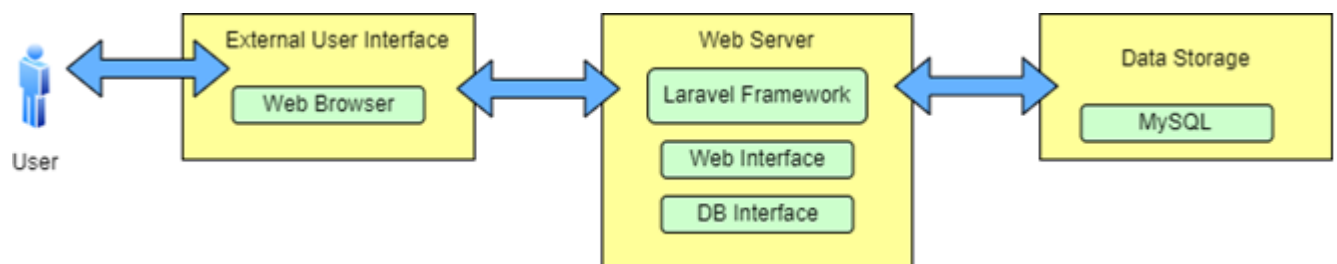 User
External User Interface
Web Browser
Web Server
Laravel Framework
Web Interface
DB Interface
Data Storage
MySQL